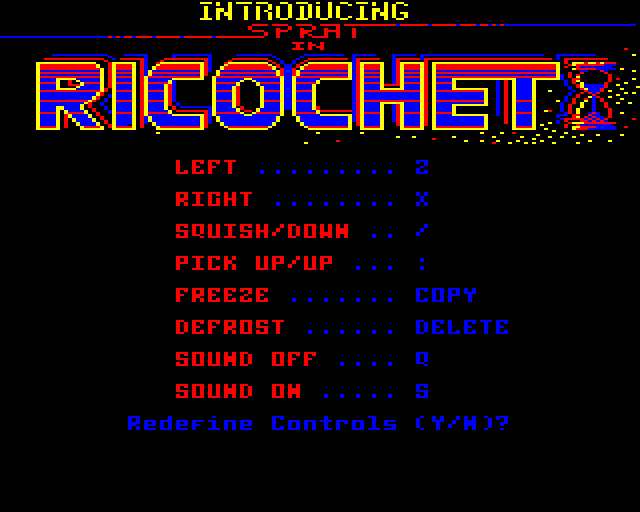 INTRODUCING
SPRAT
IN
RICOCHET
LEFT ......... Z
RIGHT ........ X
SQUISH/DOWN .. /
PICK UP/UP ... :
FREEZE ....... COPY
DEFROST ...... DELETE
SOUND OFF .... Q
SOUND ON ..... S
Redefine Controls (Y/N)?